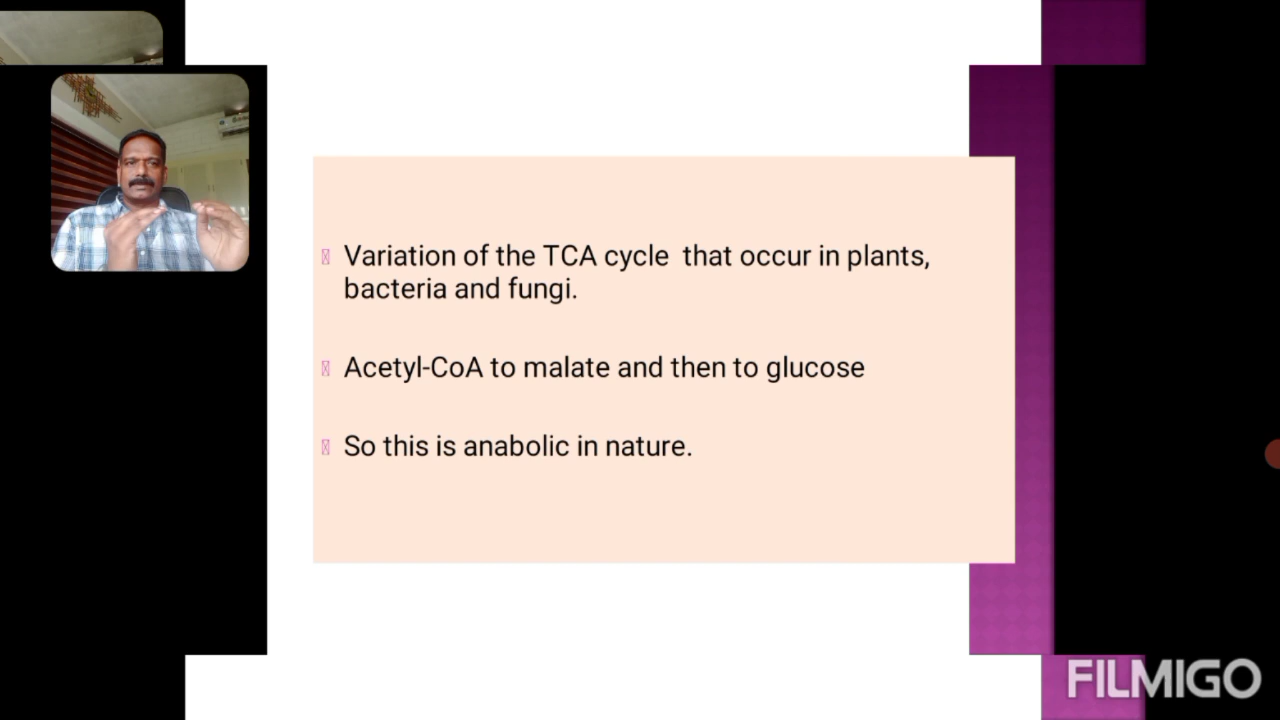 Variation of the TCA cycle  that occur in plants,
bacteria and fungi.
Acetyl-CoA to malate and then to glucose
So this is anabolic in nature.
FILMIGO